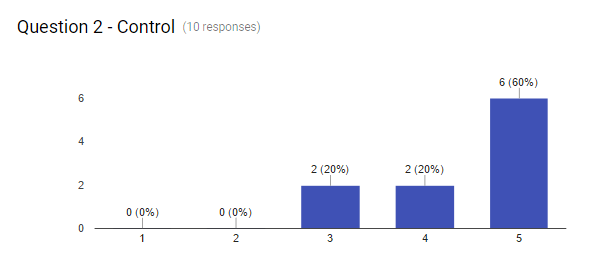 Question 2 - Control (10 responses)
6 (60%)
6
4
2 (20%) 2 (20%)
2
0 (0%) 0 (0%)
0
1 2 3 4 5